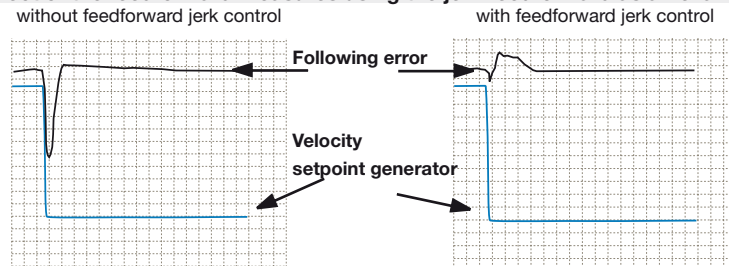 without feedforward jerk control
with feedforward jerk control
Following error
Velocity
setpoint generator